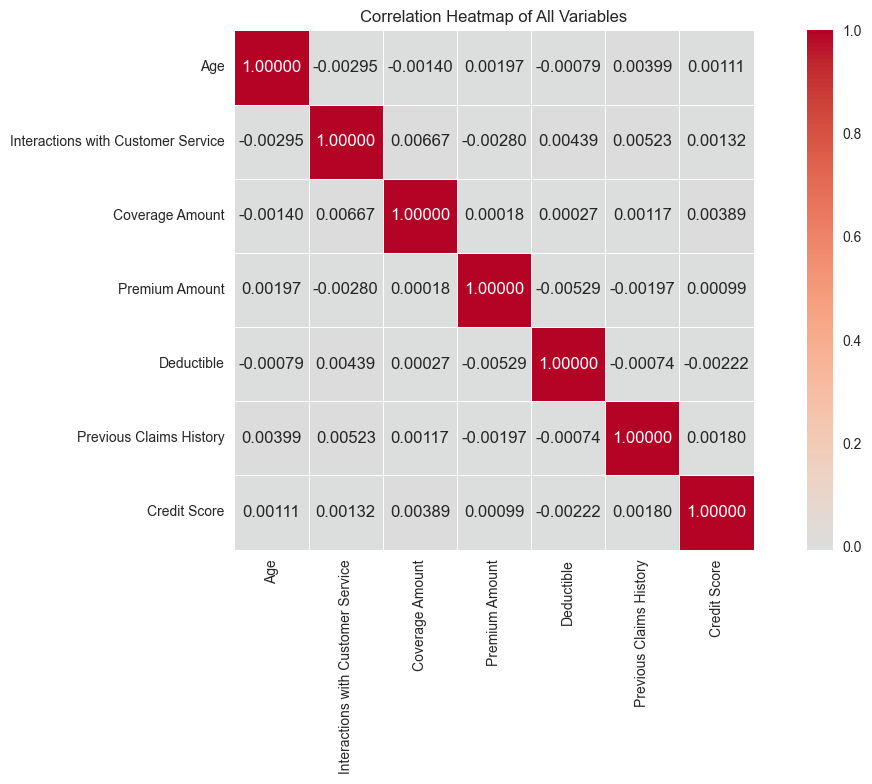 Correlation Heatmap of All Variables
Age 1.00000 -0.00295 -0.00140 0.00197 -0.00079 0.00399 0.00111
Interactions with Customer Service -0.00295 1.00000 0.00667 -0.00280 0.00439 0.00523 0.00132
Coverage Amount -0.00140 0.00667 1.00000 0.00018 0.00027 0.00117 0.00389
Premium Amount 0.00197 -0.00280 0.00018 1.00000 -0.00529 -0.00197 0.00099
Deductible -0.00079 0.00439 0.00027 -0.00529 1.00000 -0.00074 -0.00222
Previous Claims History 0.00399 0.00523 0.00117 -0.00197 -0.00074 1.00000 0.00180
Credit Score 0.00111 0.00132 0.00389 0.00099 -0.00222 0.00180 1.00000
Age
Interactions with Customer Service
Coverage Amount
Premium Amount
Deductible
Previous Claims History
Credit Score
1.0
0.8
0.6
0.4
0.2
0.0